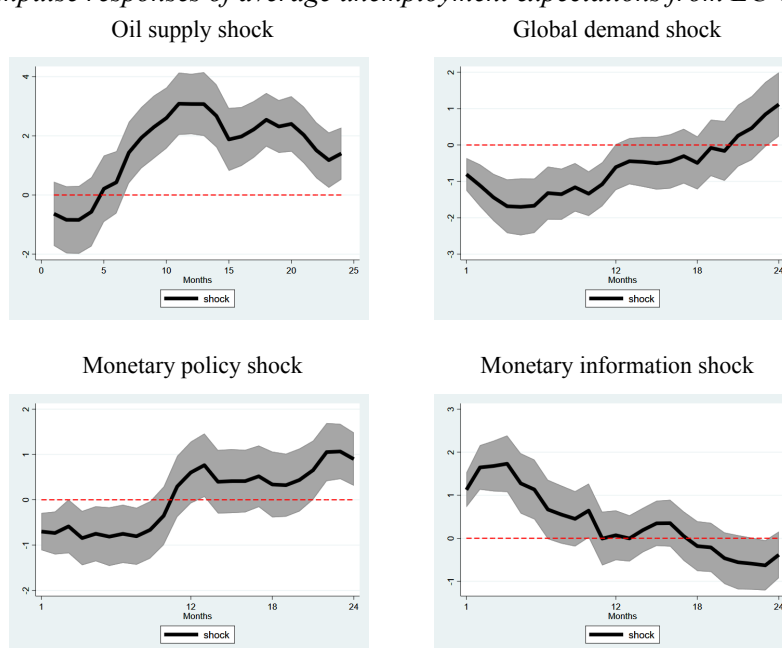 impulse responses of average unemployment expectations from
Oil supply shock
4
2
0
-2
0 5 10 15 20 25
Months
shock
Global demand shock
2
1
0
-1
-2
-3
1 12 18 24
Months
shock
Monetary policy shock
2
1
0
-1
-2
1 12 18 24
Months
shock
Monetary information shock
3
2
1
0
-1
1 12 18 24
Months
shock